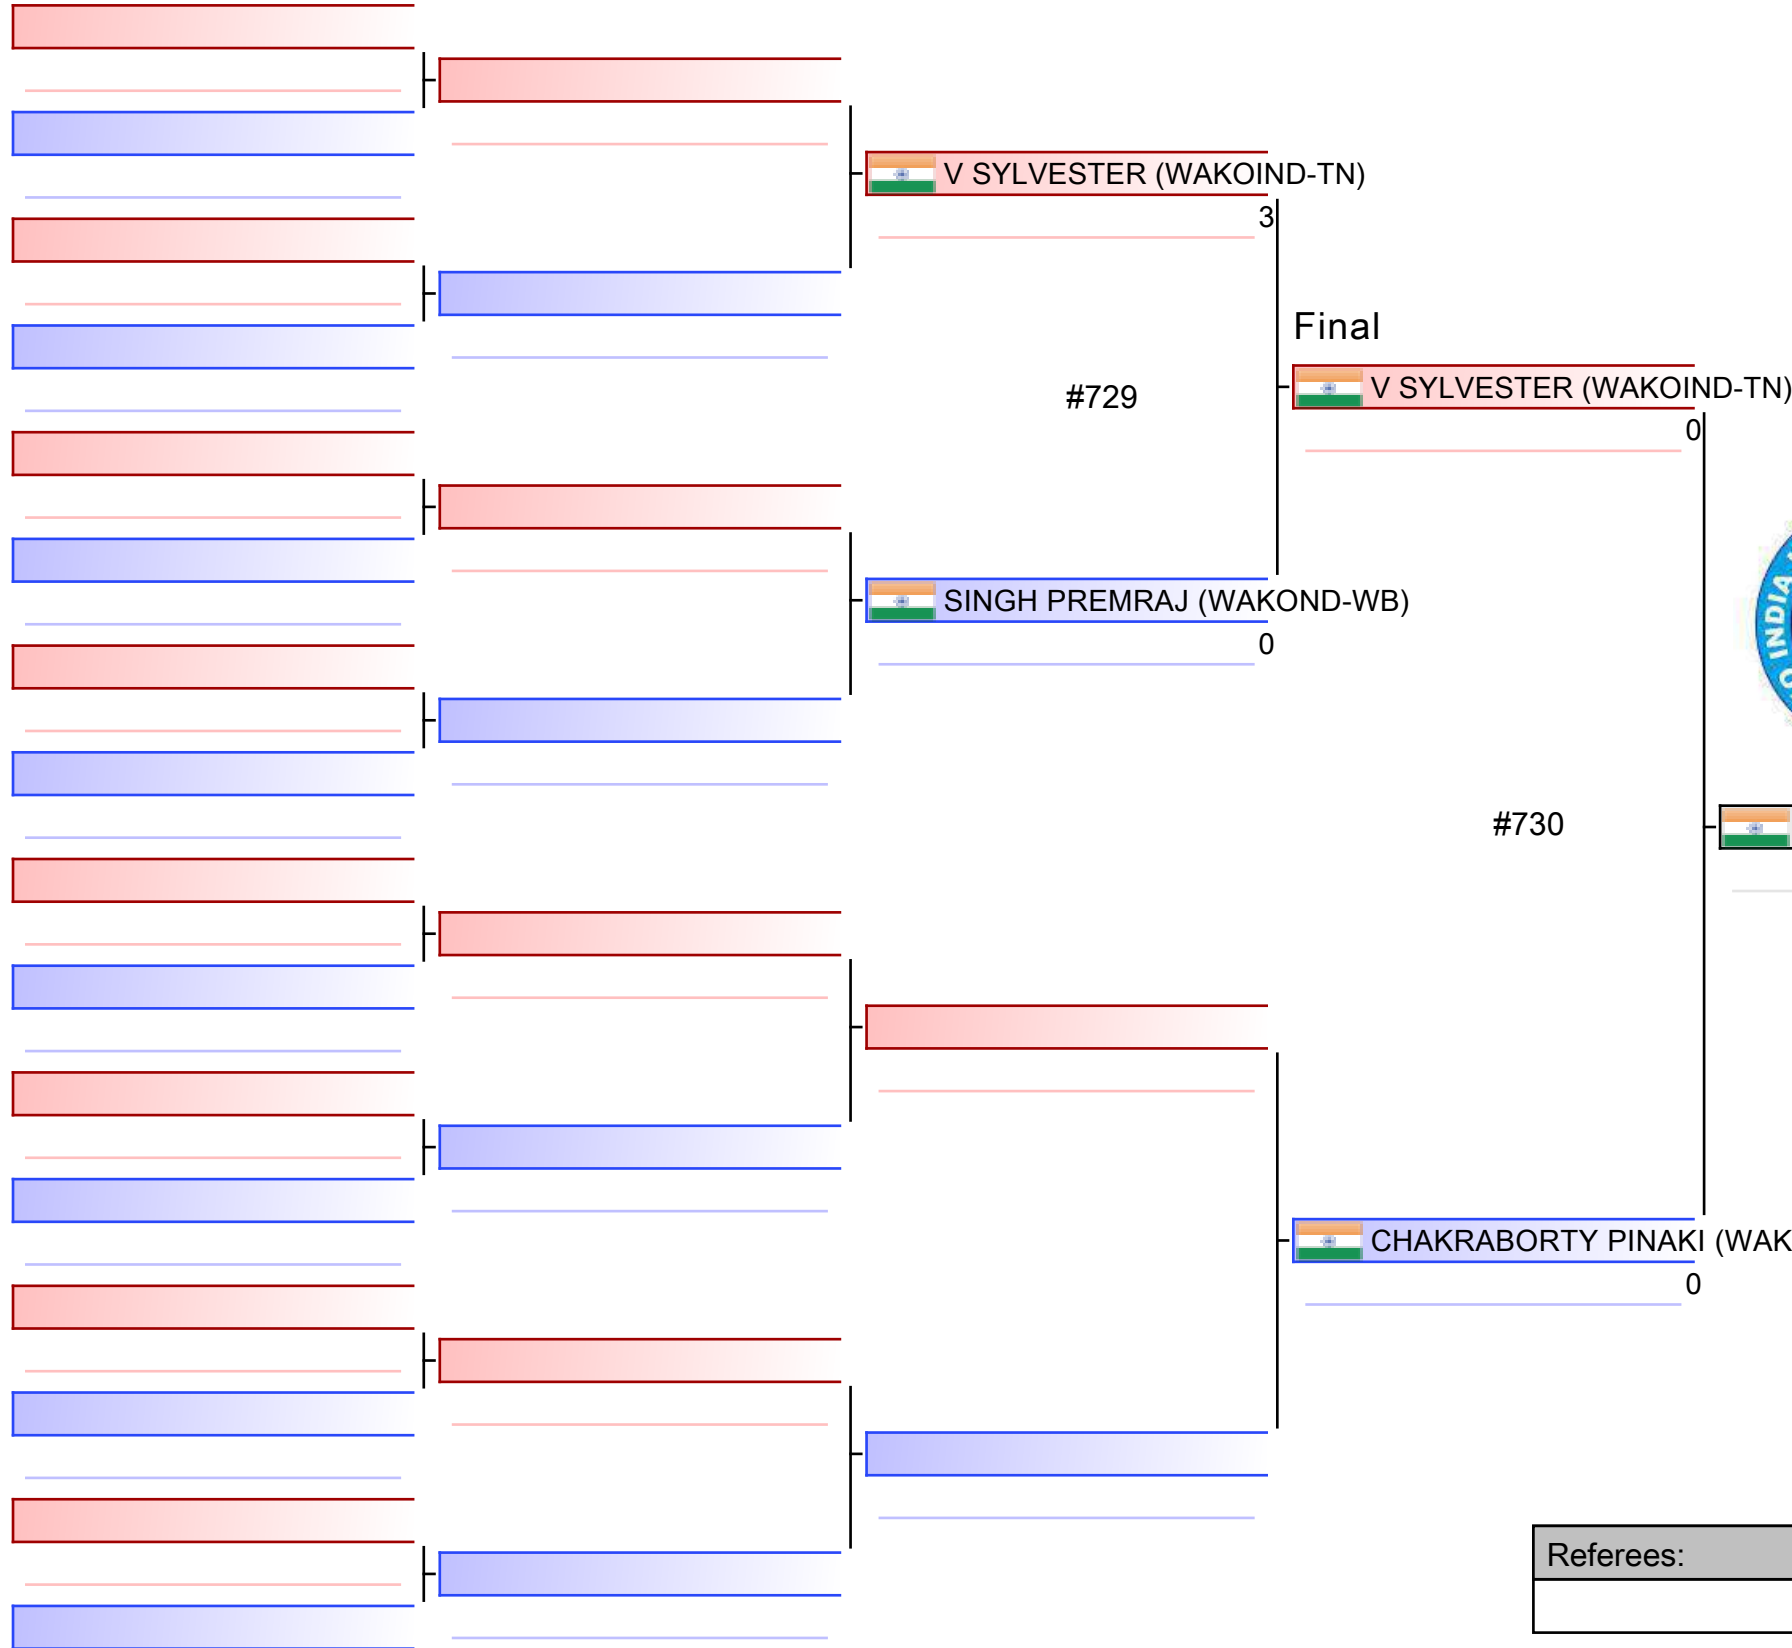 V SYLVESTER (WAKOIND-TN)
3
Final
V SYLVESTER (WAKOIND-TN)
#729
0
INDIA
SINGH PREMRAJ (WAKOND-WB)
0
#730
CHAKRABORTY PINAKI (WAK
0
Referees: